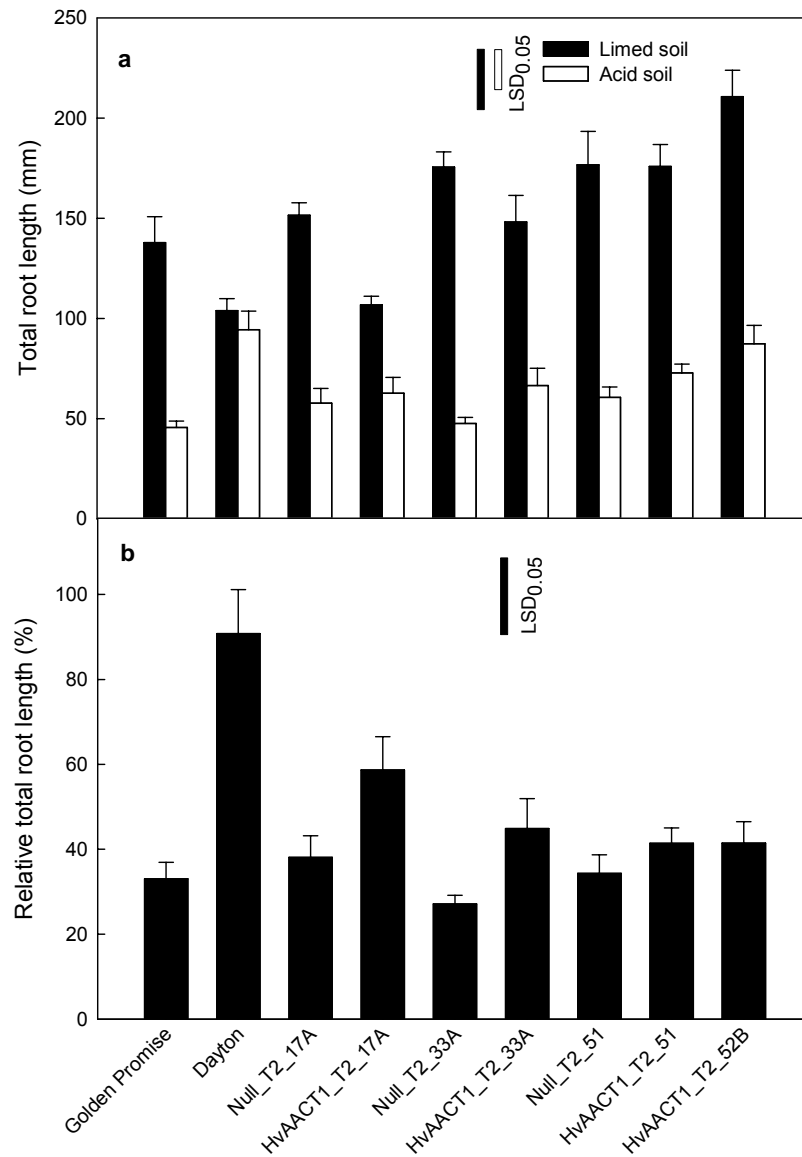 a
Limed soil
Acid soil
LSD0.05
Total root length (mm)
250
200
150
100
50
0
b
LSD0.05
Relative total root length (%)
100
80
60
40
20
0
Golden Promise
Dayton
Null_T2_17A
HvAACT1_T2_17A
Null_T2_33A
HvAACT1_T2_33A
Null_T2_51
HvAACT1_T2_51
HvAACT1_T2_52B